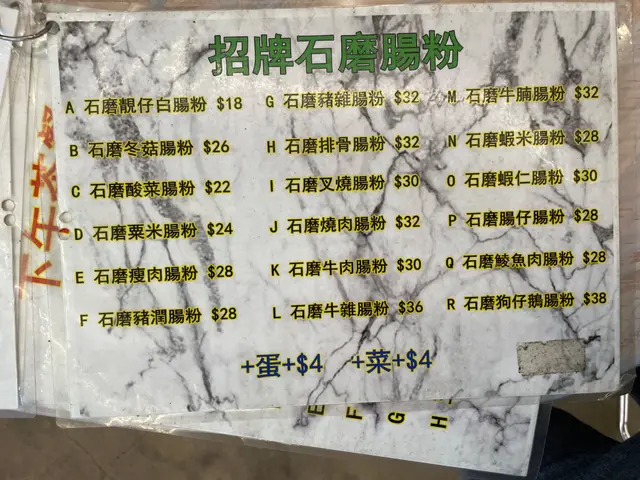 招牌石磨腸粉
A 石磨靚仔白腸粉 $18
B 石磨冬菇腸粉 $26
C 石磨酸菜腸粉 $22
D 石磨粟米腸粉 $24
E 石磨瘦肉腸粉 $28
F 石磨豬潤腸粉 $28
G 石磨豬雜腸粉 $32
H 石磨排骨腸粉 $32
I 石磨叉燒腸粉 $30
J 石磨燒肉腸粉 $32
K 石磨牛肉腸粉 $30
L 石磨牛雜腸粉 $36
M 石磨牛腩腸粉 $32
N 石磨蝦米腸粉 $28
O 石磨蝦仁腸粉 $30
P 石磨腸仔腸粉 $28
Q 石磨鯪魚肉腸粉 $28
R 石磨狗仔鵝腸粉 $38
+蛋+$4 +菜+$4
下午茶
E
F
G
H